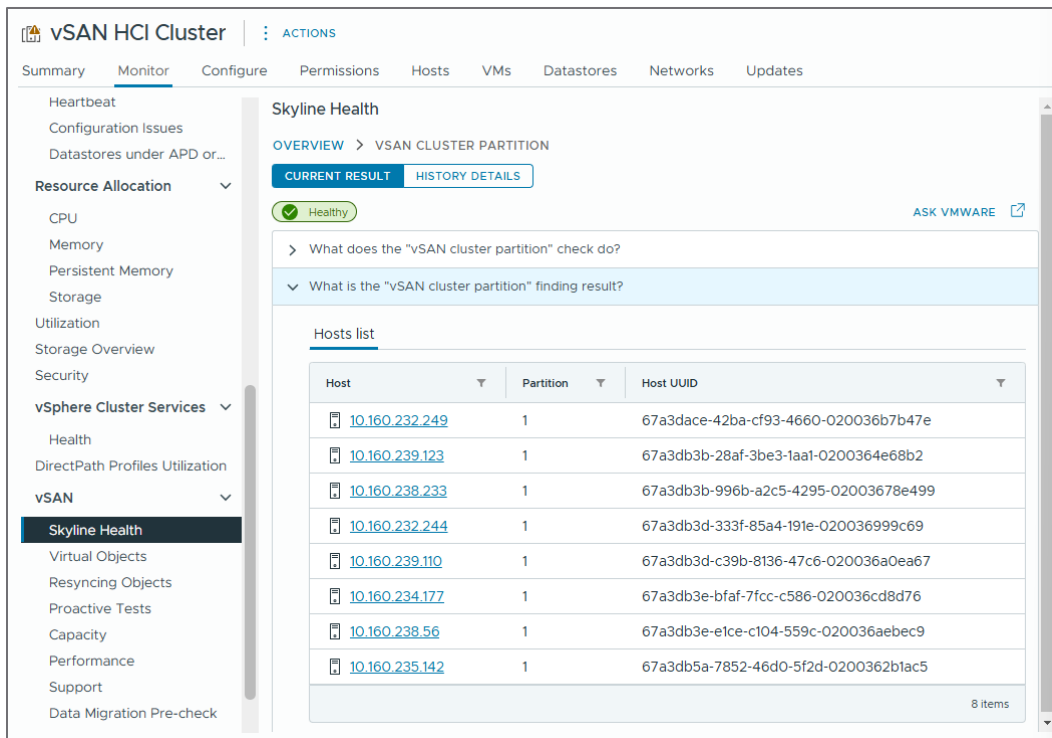 vSAN HCI Cluster
ACTIONS
Summary Monitor Configure Permissions Hosts VMs Datastores Networks Updates
Heartbeat
Configuration Issues
Datastores under APD or...
Resource Allocation
CPU
Memory
Persistent Memory
Storage
Utilization
Storage Overview
Security
vSphere Cluster Services
Health
DirectPath Profiles Utilization
vSAN
Skyline Health
Virtual Objects
Resyncing Objects
Proactive Tests
Capacity
Performance
Support
Data Migration Pre-check
Skyline Health
OVERVIEW > VSAN CLUSTER PARTITION
CURRENT RESULT HISTORY DETAILS
Healthy
ASK VMWARE
What does the "vSAN cluster partition" check do?
What is the "vSAN cluster partition" finding result?
Hosts list
Host Partition Host UUID
10.160.232.249 1 67a3dace-42ba-cf93-4660-020036b7b47e
10.160.239.123 1 67a3db3b-28af-3be3-1aa1-0200364e68b2
10.160.238.233 1 67a3db3b-996b-a2c5-4295-02003678e499
10.160.232.244 1 67a3db3d-333f-85a4-191e-020036999c69
10.160.239.110 1 67a3db3d-c39b-8136-47c6-020036a0ea67
10.160.234.177 1 67a3db3e-bfaf-7fcc-c586-020036cd8d76
10.160.238.56 1 67a3db3e-e1ce-c104-559c-020036aebec9
10.160.235.142 1 67a3db5a-7852-46d0-5f2d-0200362b1ac5
8 items